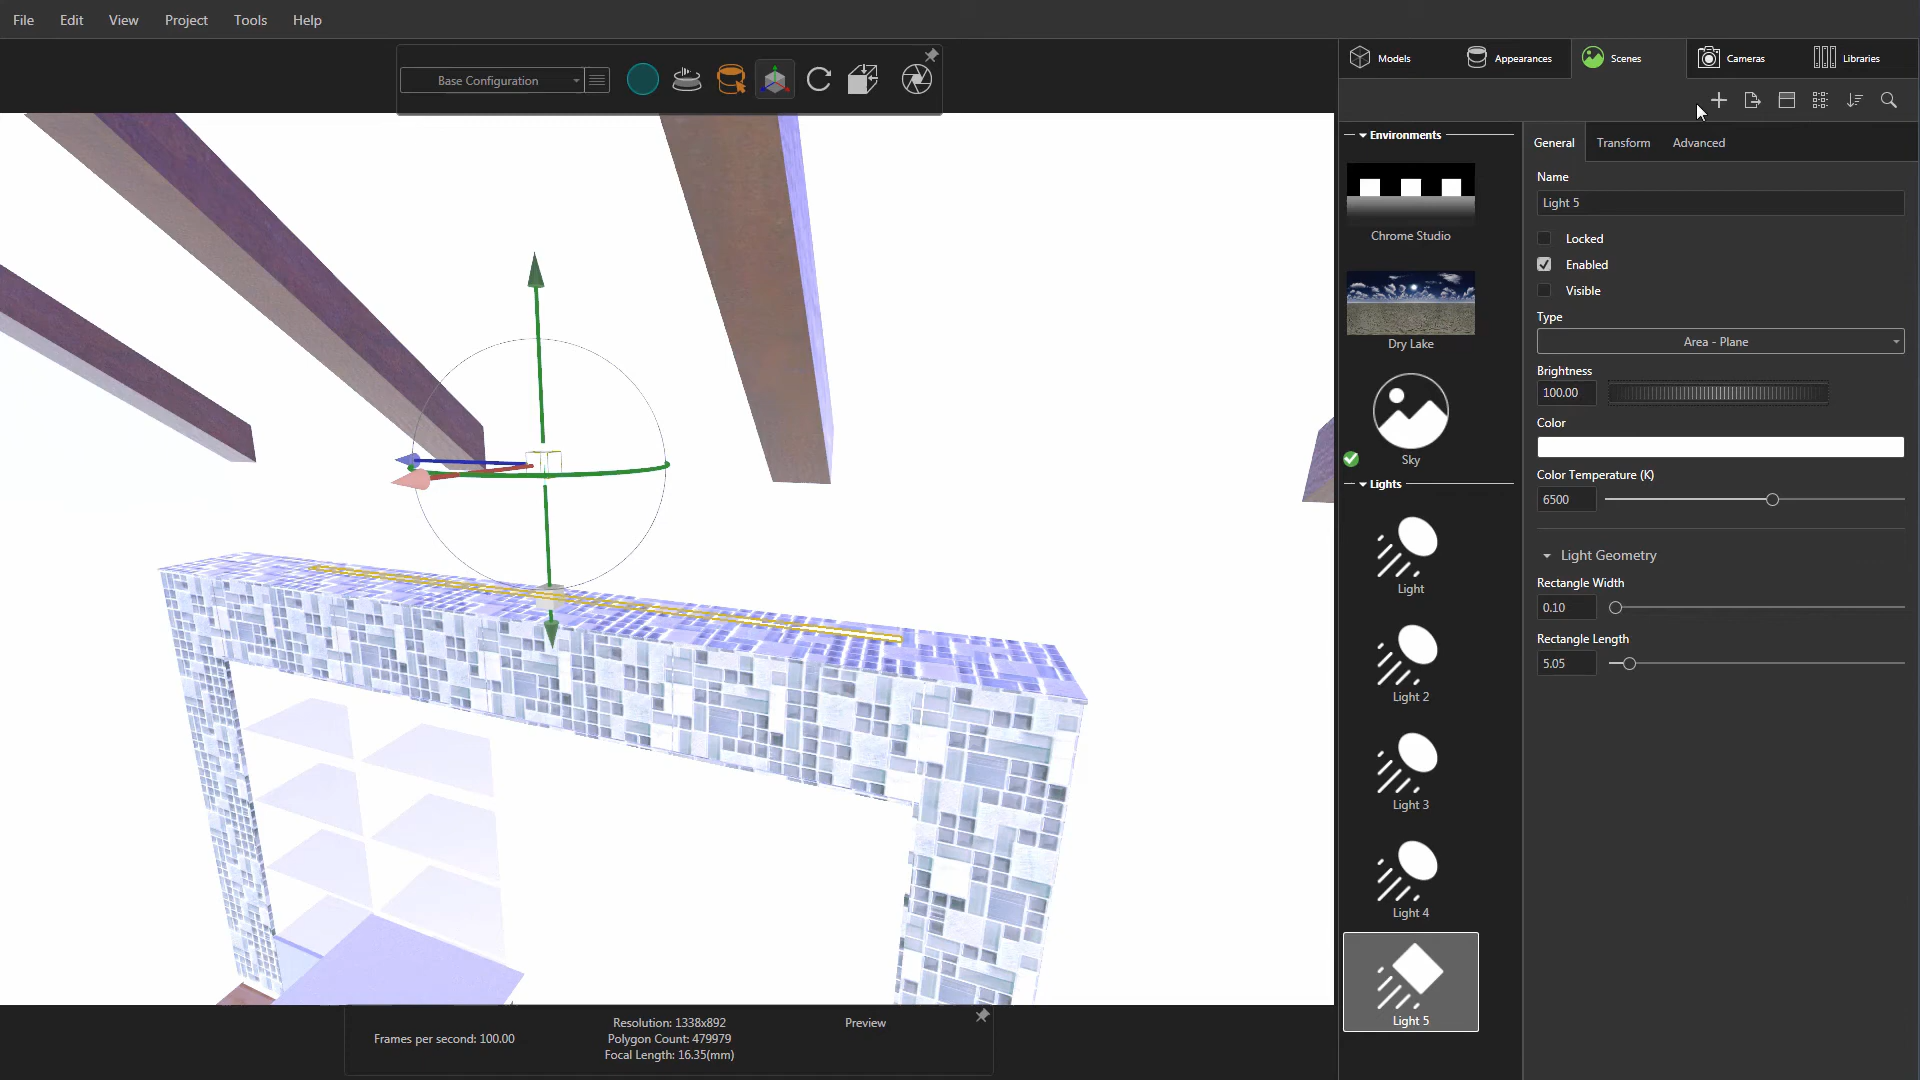 File Edit View Project Tools Help
Base Configuration
Models Appearances Scenes Cameras Libraries
Environments
Chrome Studio
Dry Lake
Sky
Lights
Light
Light 2
Light 3
Light 4
Light 5
General Transform Advanced
Name
Light 5
Locked
Enabled
Visible
Type
Area - Plane
Brightness
100.00
Color
Color Temperature (K)
6500
Light Geometry
Rectangle Width
0.10
Rectangle Length
5.05
Frames per second: 100.00
Resolution: 1338x892
Polygon Count: 479979
Focal Length: 16.35(mm)
Preview